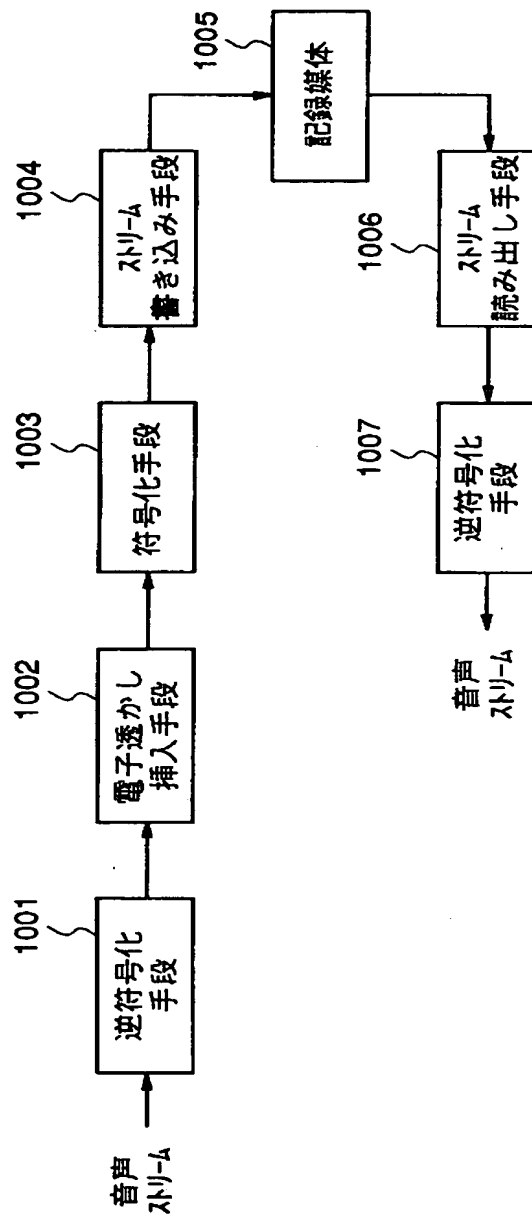 音声
ストリーム
1001
逆符号化
手段
1002
電子透かし
挿入手段
1003
符号化手段
1004
ストリーム
書き込み手段
1005
記録媒体
1006
ストリーム
読み出し手段
1007
逆符号化
手段
音声
ストリーム